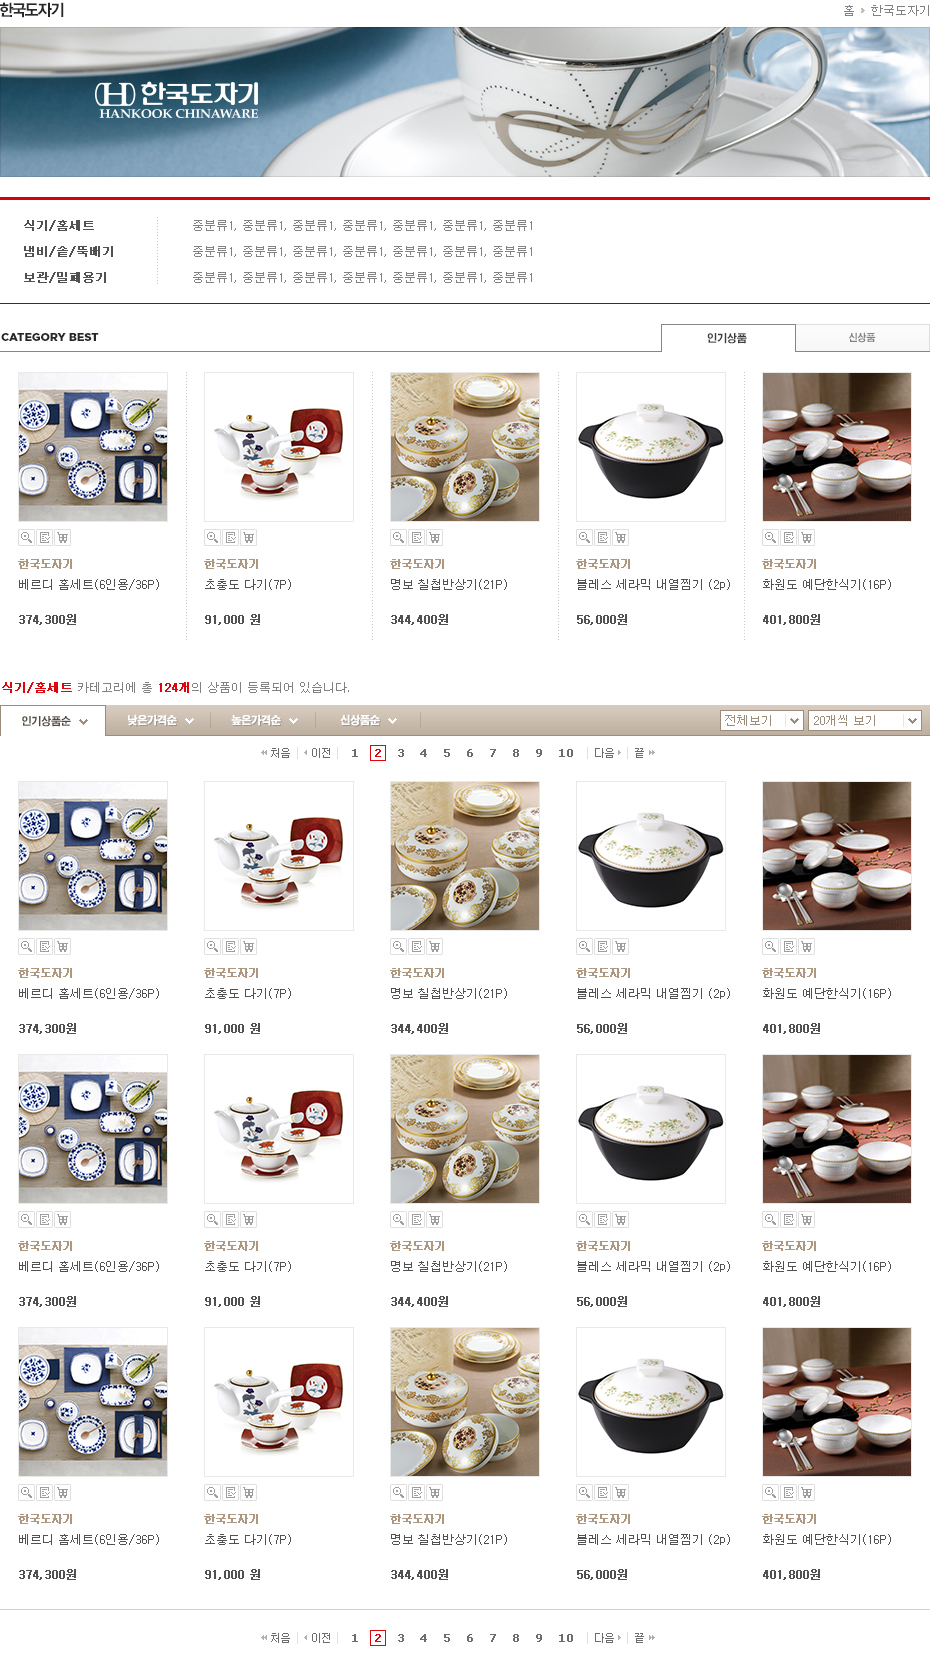 한국도자기
홈 한국도자기
한국도자기
HANKOOK CHINAWARE
식기/홈세트 중분류1, 중분류1, 중분류1, 중분류1, 중분류1, 중분류1, 중분류1
냄비/솥/뚝배기 중분류1, 중분류1, 중분류1, 중분류1, 중분류1, 중분류1, 중분류1
보관/밀폐용기 중분류1, 중분류1, 중분류1, 중분류1, 중분류1, 중분류1, 중분류1
CATEGORY BEST 인기상품 신상품
한국도자기 한국도자기 한국도자기 한국도자기 한국도자기
베르디 홈세트(6인용/36P) 초충도 다기(7P) 명보 칠첩반상기(21P) 블레스 세라믹 내열찜기 (2p) 화원도 예단한식기(16P)
374,300원 91,000 원 344,400원 56,000원 401,800원
식기/홈세트 카테고리에 총 124개의 상품이 등록되어 있습니다.
인기상품순 낮은가격순 높은가격순 신상품순 전체보기 20개씩 보기
처음 이전 1 2 3 4 5 6 7 8 9 10 다음 끝
한국도자기 한국도자기 한국도자기 한국도자기 한국도자기
베르디 홈세트(6인용/36P) 초충도 다기(7P) 명보 칠첩반상기(21P) 블레스 세라믹 내열찜기 (2p) 화원도 예단한식기(16P)
374,300원 91,000 원 344,400원 56,000원 401,800원
한국도자기 한국도자기 한국도자기 한국도자기 한국도자기
베르디 홈세트(6인용/36P) 초충도 다기(7P) 명보 칠첩반상기(21P) 블레스 세라믹 내열찜기 (2p) 화원도 예단한식기(16P)
374,300원 91,000 원 344,400원 56,000원 401,800원
한국도자기 한국도자기 한국도자기 한국도자기 한국도자기
베르디 홈세트(6인용/36P) 초충도 다기(7P) 명보 칠첩반상기(21P) 블레스 세라믹 내열찜기 (2p) 화원도 예단한식기(16P)
374,300원 91,000 원 344,400원 56,000원 401,800원
처음 이전 1 2 3 4 5 6 7 8 9 10 다음 끝